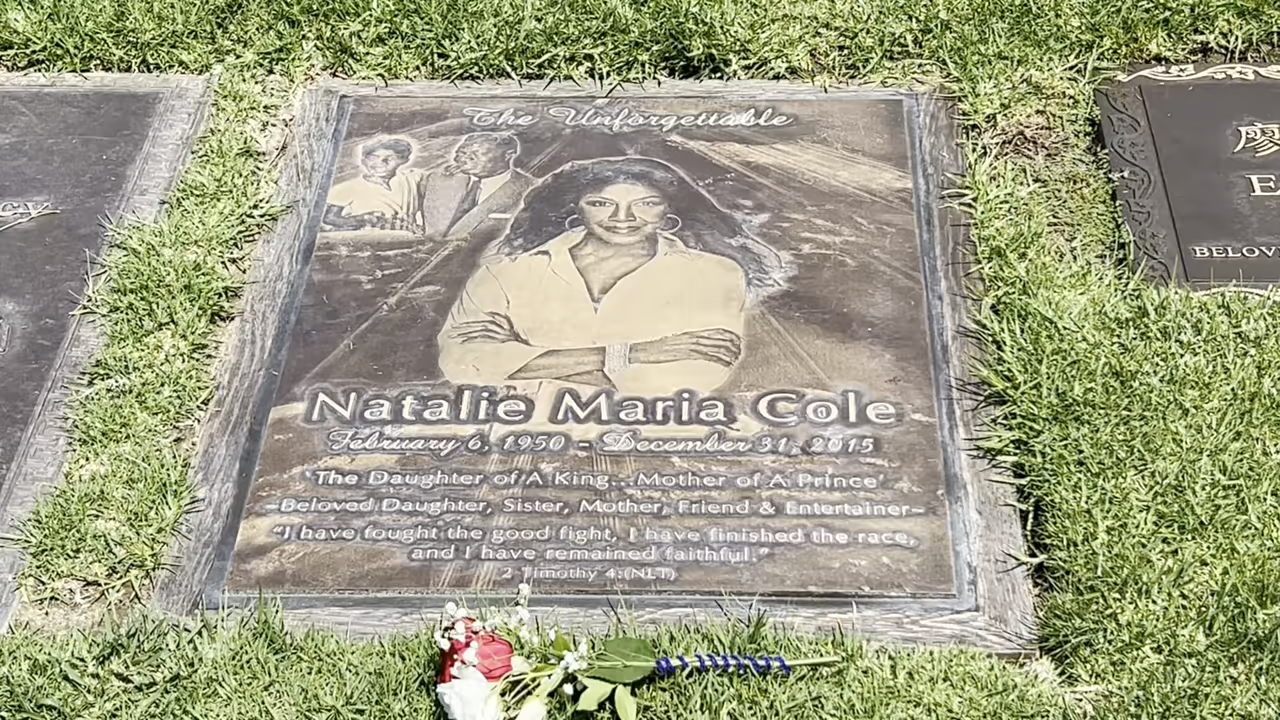 The Unforgettable
Natalie Maria Cole
February 6, 1950 - December 31, 2015
'The Daughter of A King...Mother of A Prince'
~Beloved Daughter, Sister, Mother, Friend & Entertainer~
"I have fought the good fight, I have finished the race,
and I have remained faithful."
2 Timothy 4:(NLT)
E
BELOV